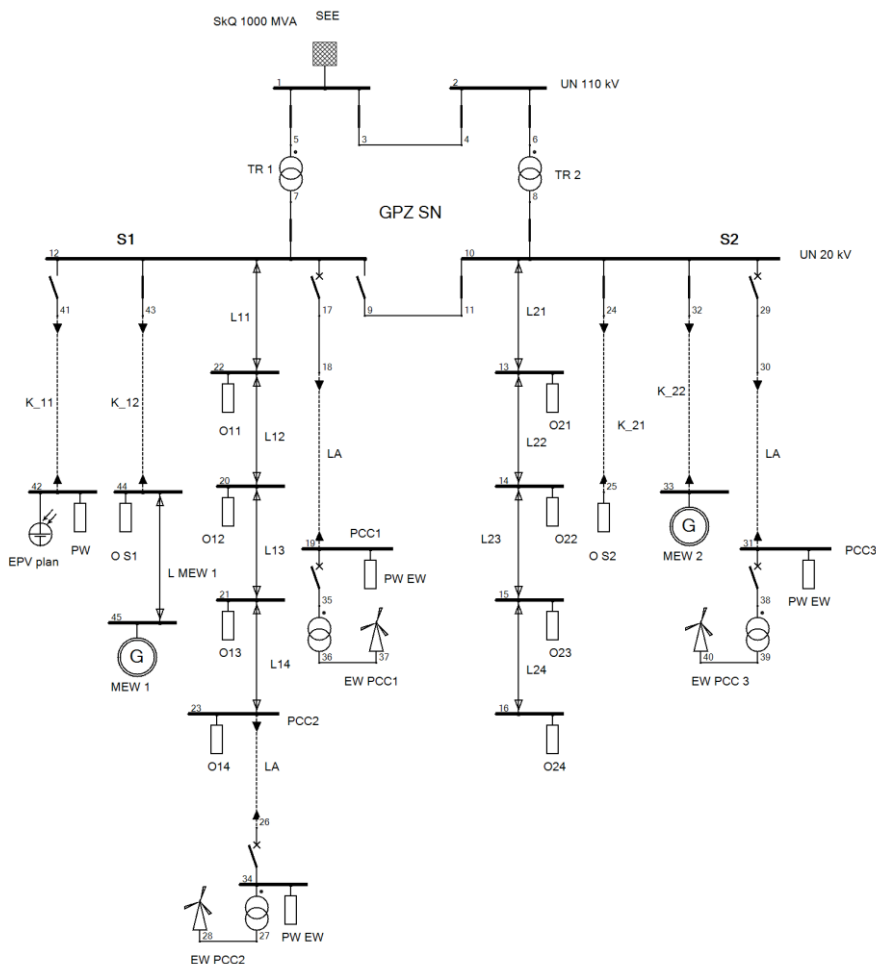 SkQ 1000 MVA SEE
1 2 UN 110 kV
3 4
5 6
TR 1 TR 2
7 8
GPZ SN
S1 S2
12 10 UN 20 kV
41 43 17 9 11 24 32 29
L11 L21
22 18 13 30
K_11 K_12 O11 L12 LA L22 O21 K_21 K_22 LA
42 44 20 14 25 33
EPV plan PW O S1 O12 L13 PCC1 L23 O22 O S2 G MEW 2 PCC3
19 31
L MEW 1 PW EW PW EW
45 21 35 15 38
G O13 36 37 O23 40 39
MEW 1 L14 EW PCC1 L24 EW PCC 3
23 PCC2 16
O14 LA O24
26
34
28 27 PW EW
EW PCC2